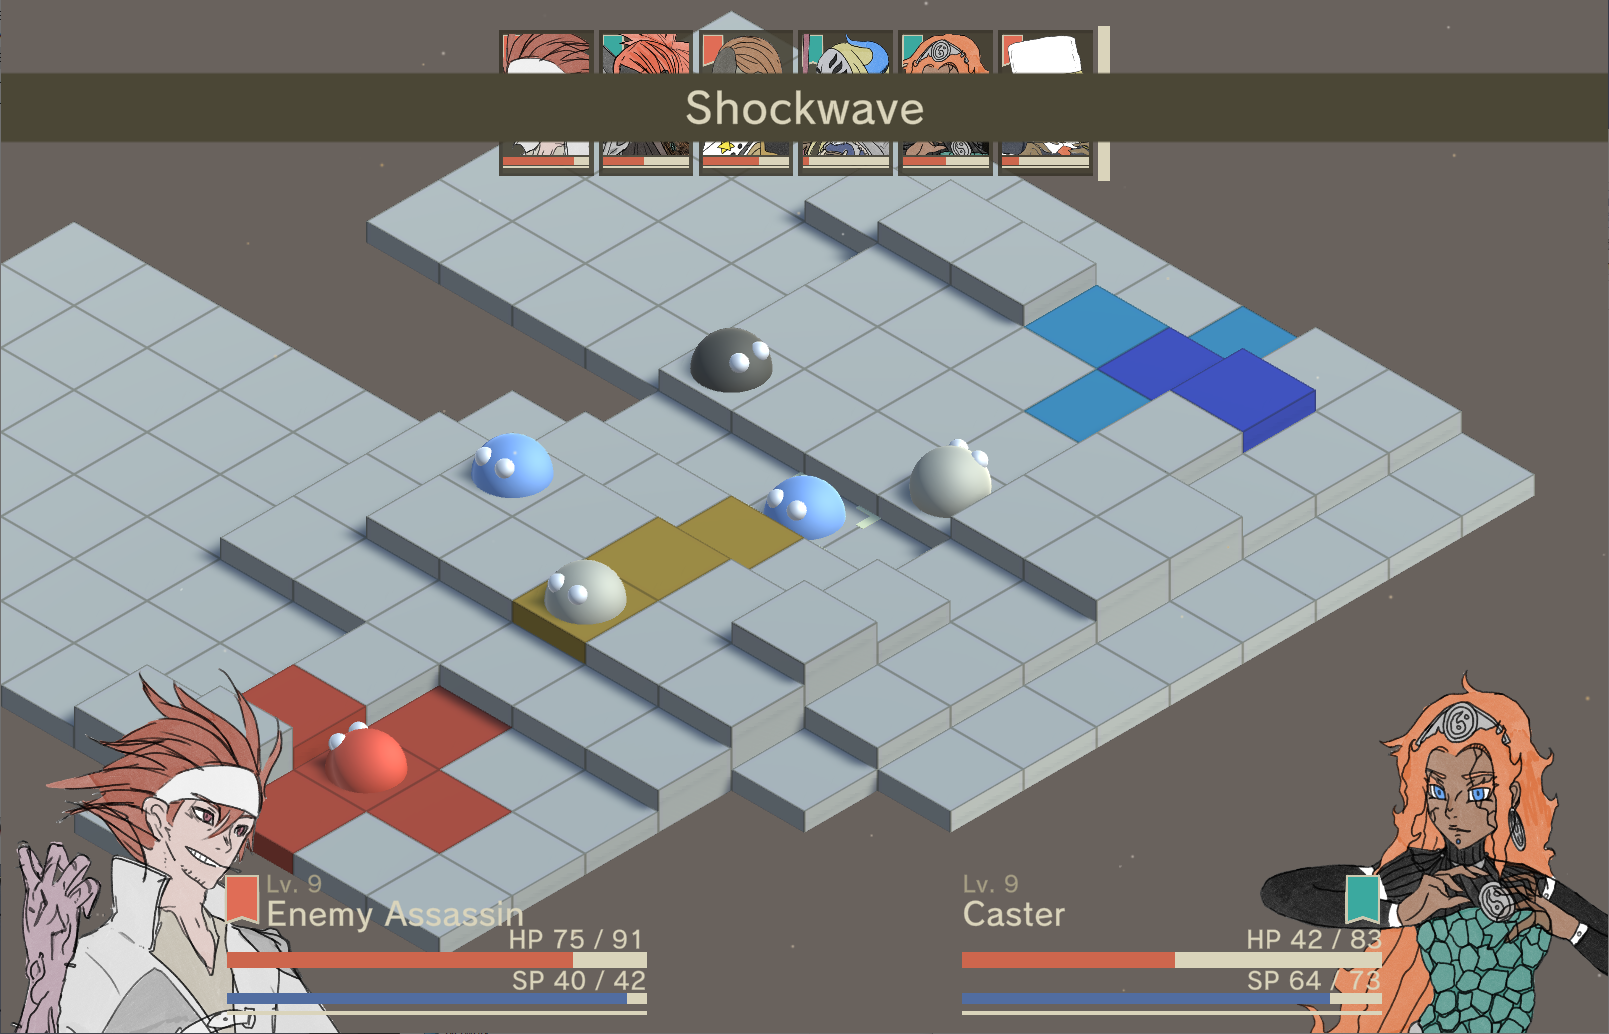 Shockwave
Lv. 9
Enemy Assassin
HP 75 / 91
SP 40 / 42
Lv. 9
Caster
HP 42 / 83
SP 64 / 73